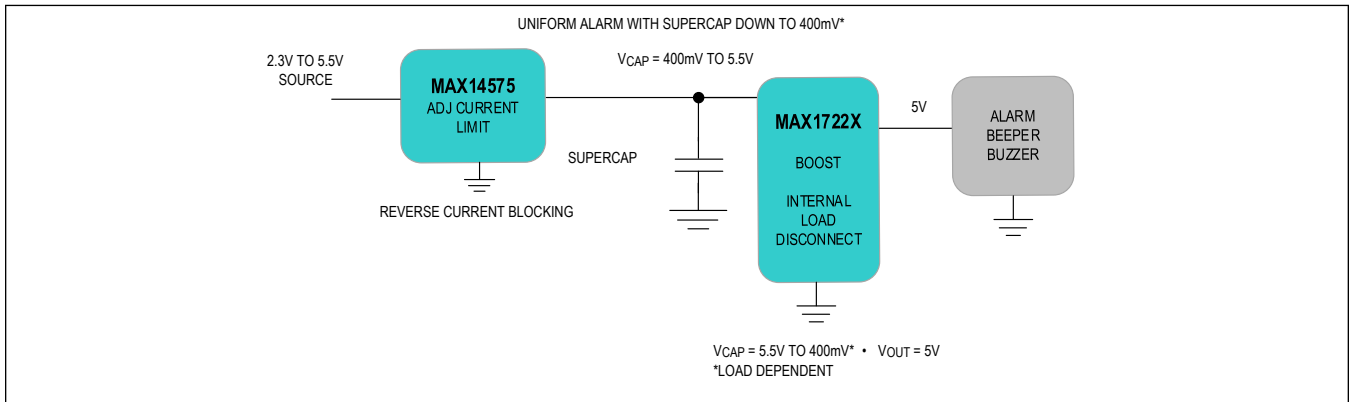 UNIFORM ALARM WITH SUPERCAP DOWN TO 400mV*
2.3V TO 5.5V
SOURCE
MAX14575
ADJ CURRENT
LIMIT
REVERSE CURRENT BLOCKING
VCAP = 400mV TO 5.5V
SUPERCAP
MAX1722X
BOOST
INTERNAL
LOAD
DISCONNECT
5V
ALARM
BEEPER
BUZZER
VCAP = 5.5V TO 400mV* • VOUT = 5V
*LOAD DEPENDENT